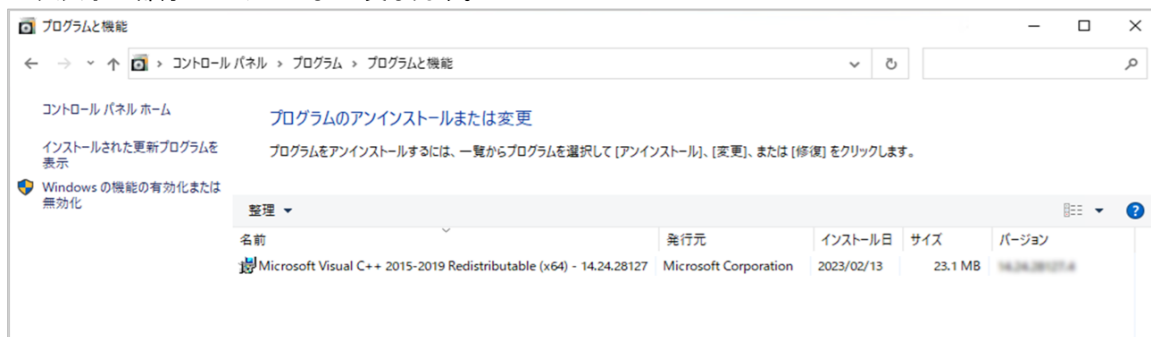 プログラムと機能
コントロール パネル › プログラム › プログラムと機能
コントロール パネル ホーム
インストールされた更新プログラムを
表示
Windows の機能の有効化または
無効化
プログラムのアンインストールまたは変更
プログラムをアンインストールするには、一覧からプログラムを選択して [アンインストール]、[変更]、または [修復] をクリックします。
整理
名前 発行元 インストール日 サイズ バージョン
Microsoft Visual C++ 2015-2019 Redistributable (x64) - 14.24.28127 Microsoft Corporation 2023/02/13 23.1 MB